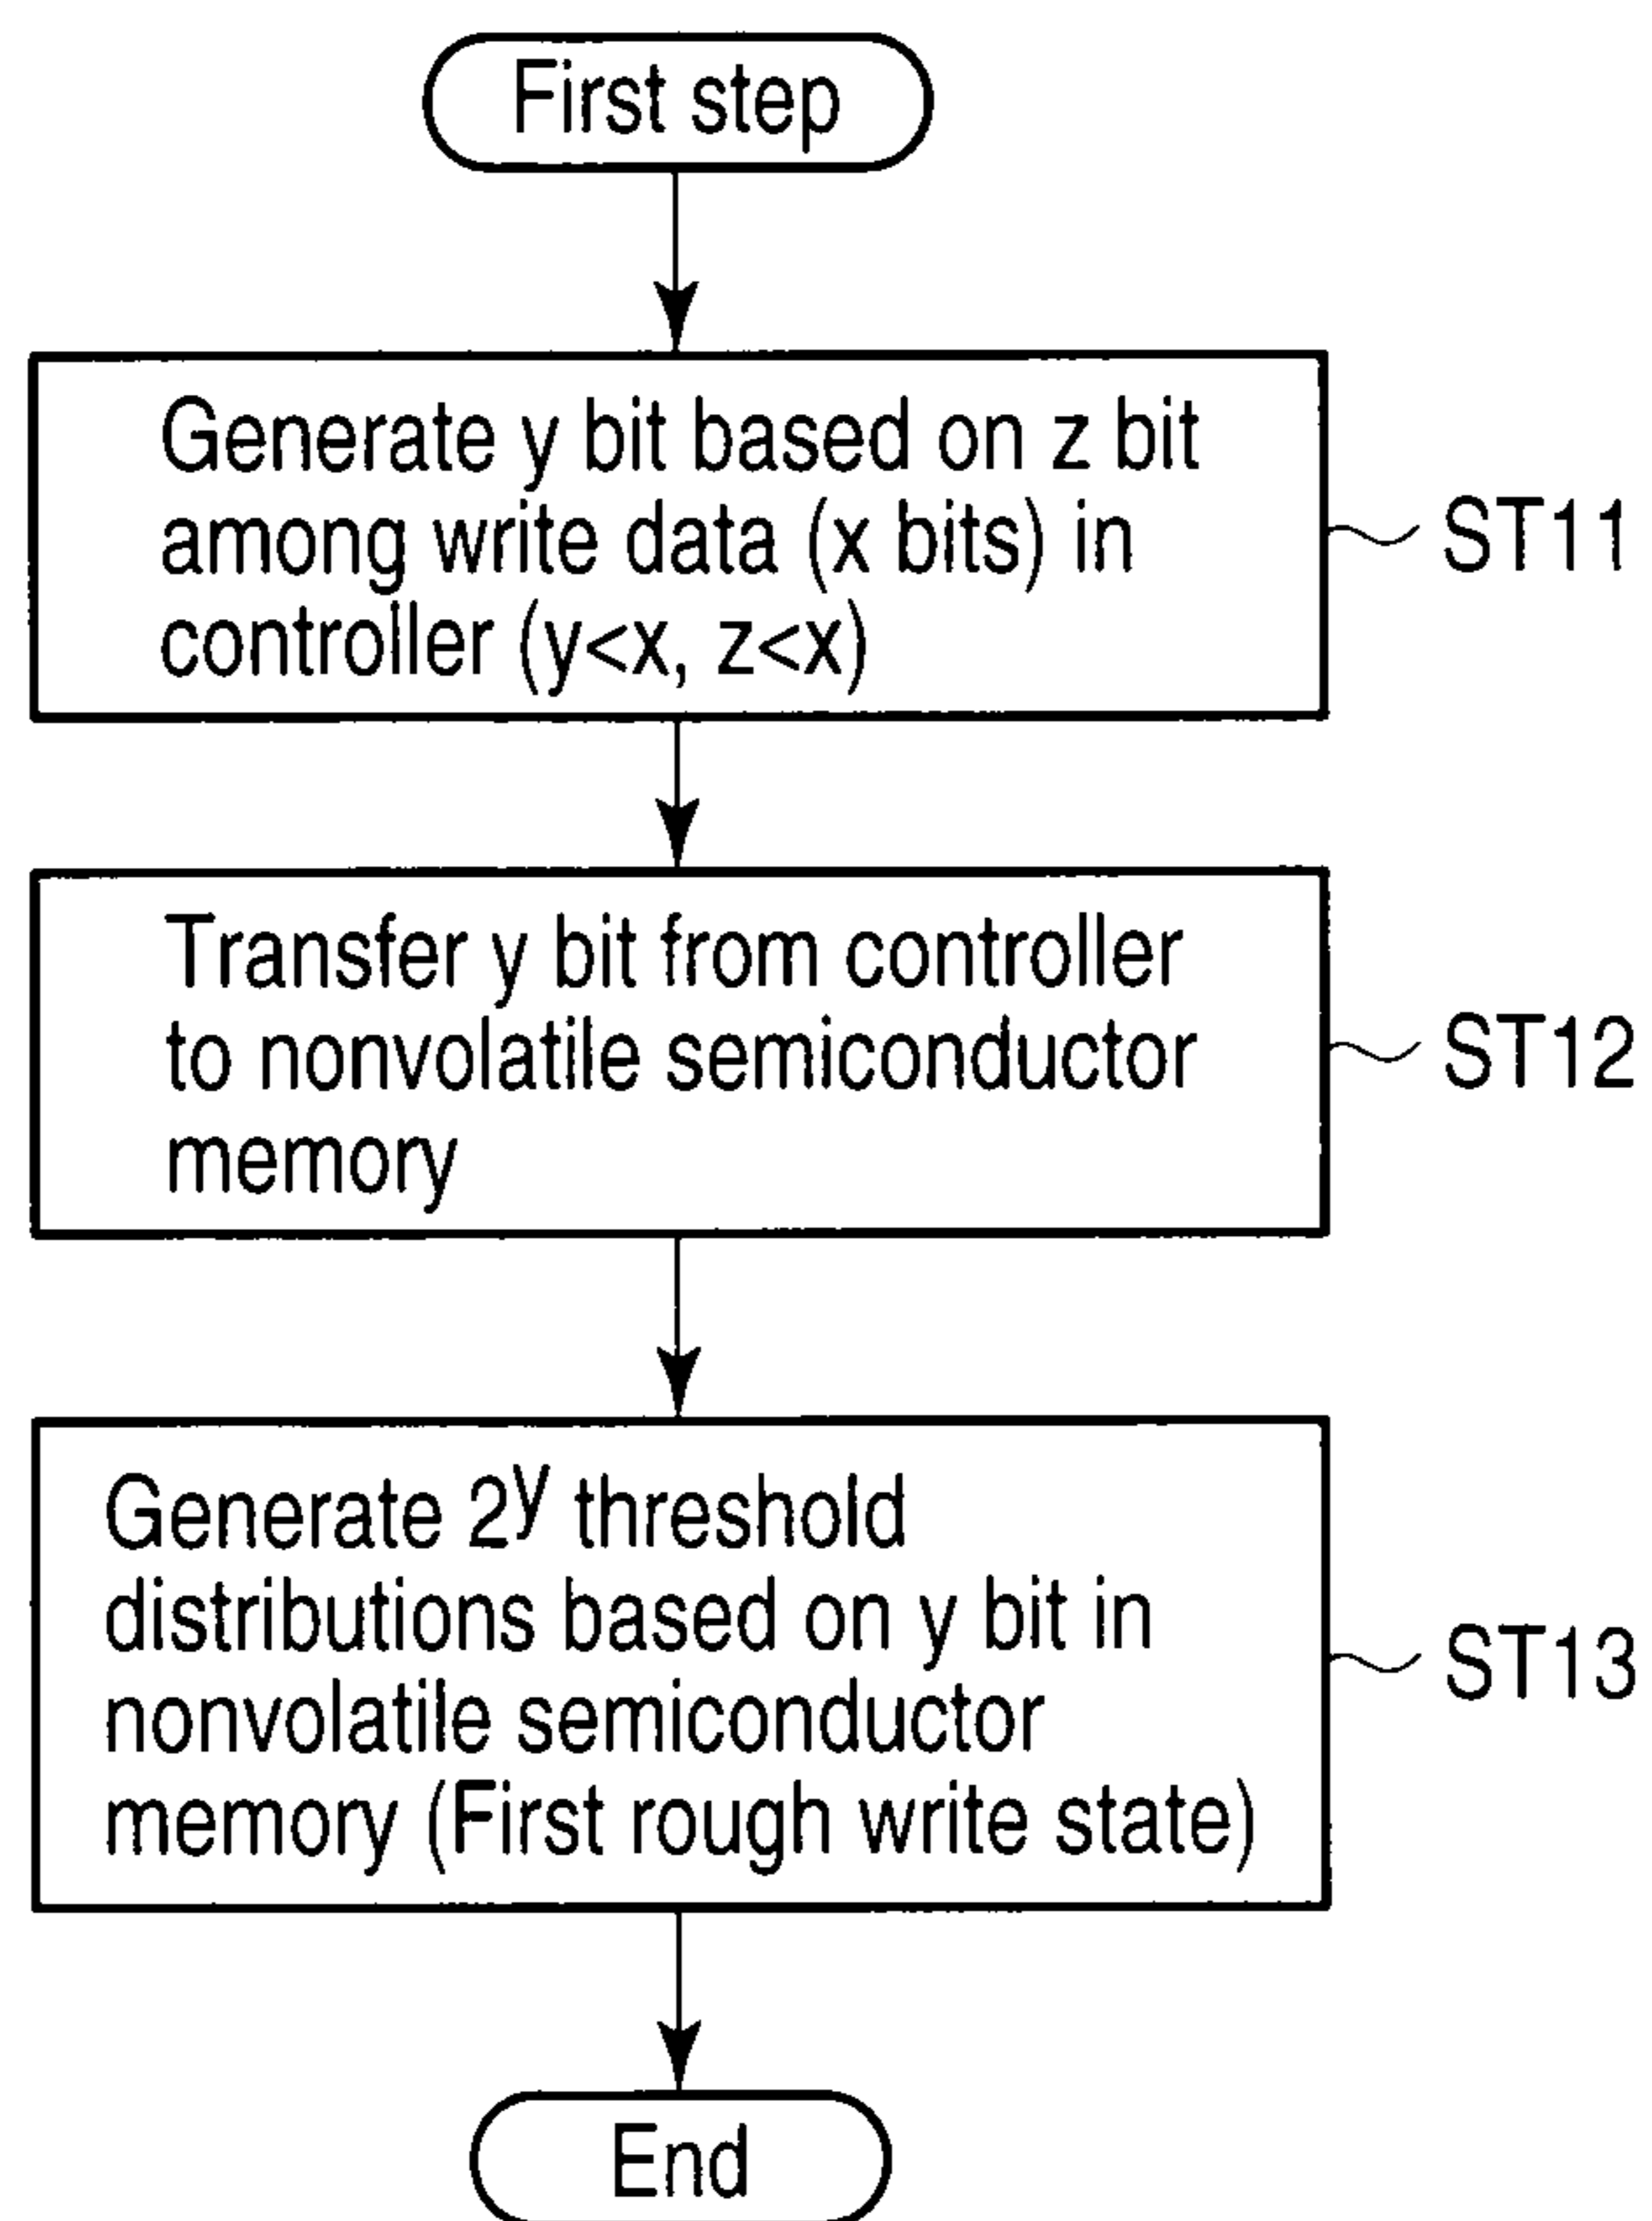 First step
Generate y bit based on z bit
among write data (x bits) in
controller (y<x, z<x)
ST11
Transfer y bit from controller
to nonvolatile semiconductor
memory
ST12
Generate 2^y threshold
distributions based on y bit in
nonvolatile semiconductor
memory (First rough write state)
ST13
End